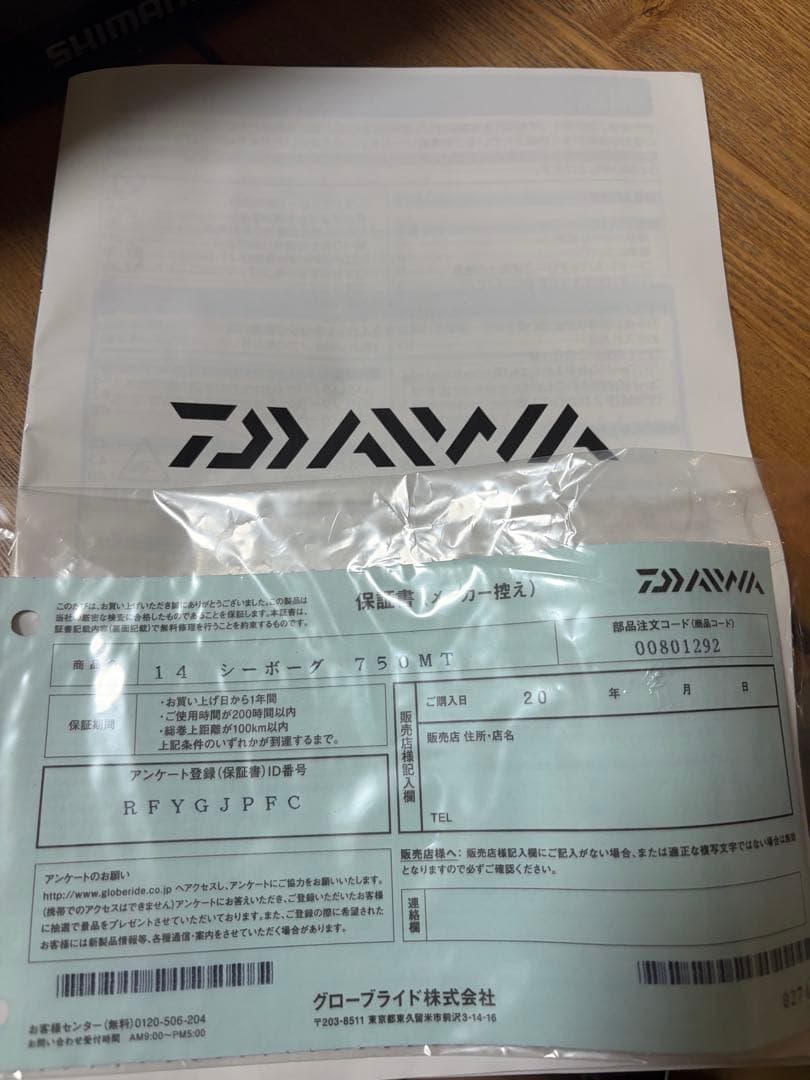 SHIMAN
DAIWA
DAIWA
このたびは、お買い上げいただき誠にありがとうございました。この製品は
当社の厳密な検査に合格したものであることを保証します。本証書は、
証書記載内容(裏面記載)で無料修理を行うことを約束するものです。
保証書(メーカー控え)
部品注文コード(商品コード)
00801292
商品名
14 シーボーグ 750MT
保証期間
・お買い上げ日から1年間
・ご使用時間が200時間以内
・総巻上距離が100km以内
上記条件のいずれかが到達するまで。
アンケート登録(保証書)ID番号
RFYGJPFC
販売店様記入欄
ご購入日 20 年 月 日
販売店 住所・店名
TEL
販売店様へ:販売店様記入欄にご記入がない場合、または適正な複写文字ではない場合は無効
となりますので必ずご確認ください。
連絡欄
アンケートのお願い
http://www.globeride.co.jp へアクセスし、アンケートにご協力をお願いいたします。
(携帯でのアクセスはできません)アンケートにお答えいただき、ご登録いただいたお客様
に抽選で景品をプレゼントさせていただいております。また、ご登録の際に希望された
お客様には新製品情報等、各種通信・案内をさせていただく場合があります。
グローブライド株式会社
〒203-8511 東京都東久留米市前沢3-14-16
お客様センター(無料)0120-506-204
お問い合わせ受付時間 AM9:00〜PM5:00